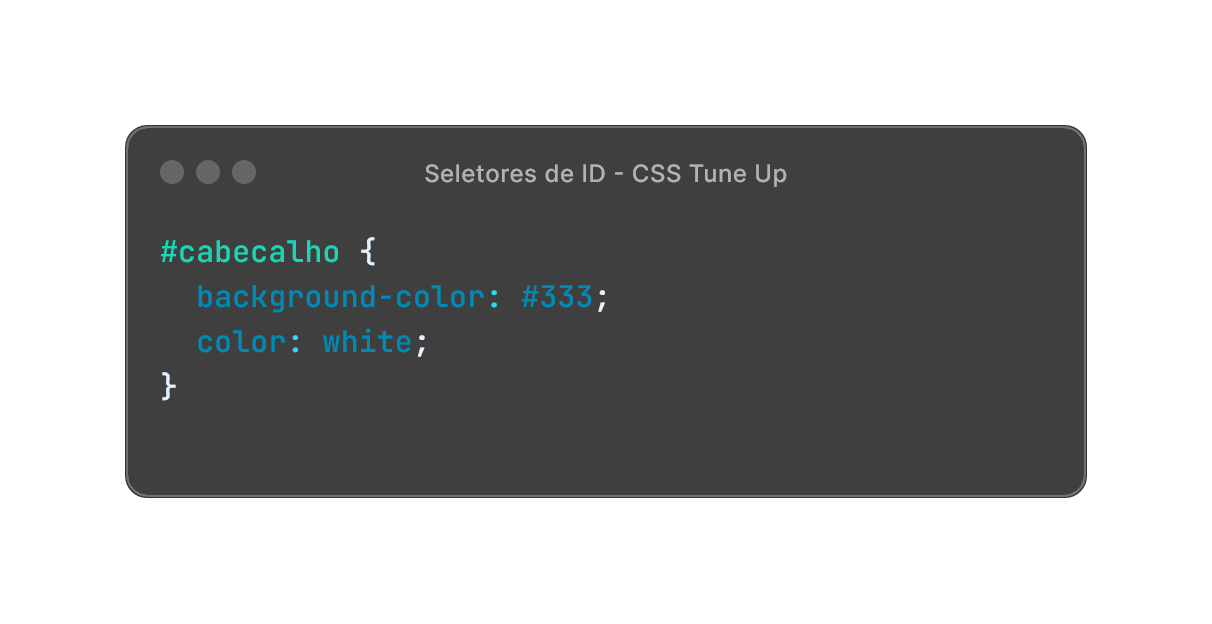 Seletores de ID - CSS Tune Up
#cabecalho {
  background-color: #333;
  color: white;
}